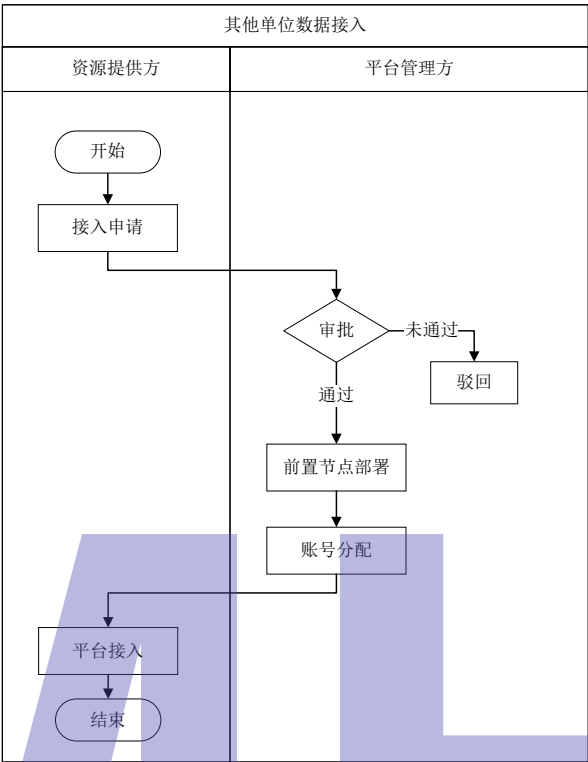 其他单位数据接入
资源提供方
平台管理方
开始
接入申请
审批
未通过
驳回
通过
前置节点部署
账号分配
平台接入
结束